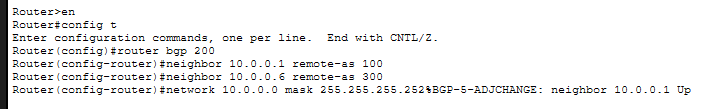 Router>en
Router#config t
Enter configuration commands, one per line.  End with CNTL/Z.
Router(config)#router bgp 200
Router(config-router)#neighbor 10.0.0.1 remote-as 100
Router(config-router)#neighbor 10.0.0.6 remote-as 300
Router(config-router)#network 10.0.0.0 mask 255.255.255.252%BGP-5-ADJCHANGE: neighbor 10.0.0.1 Up